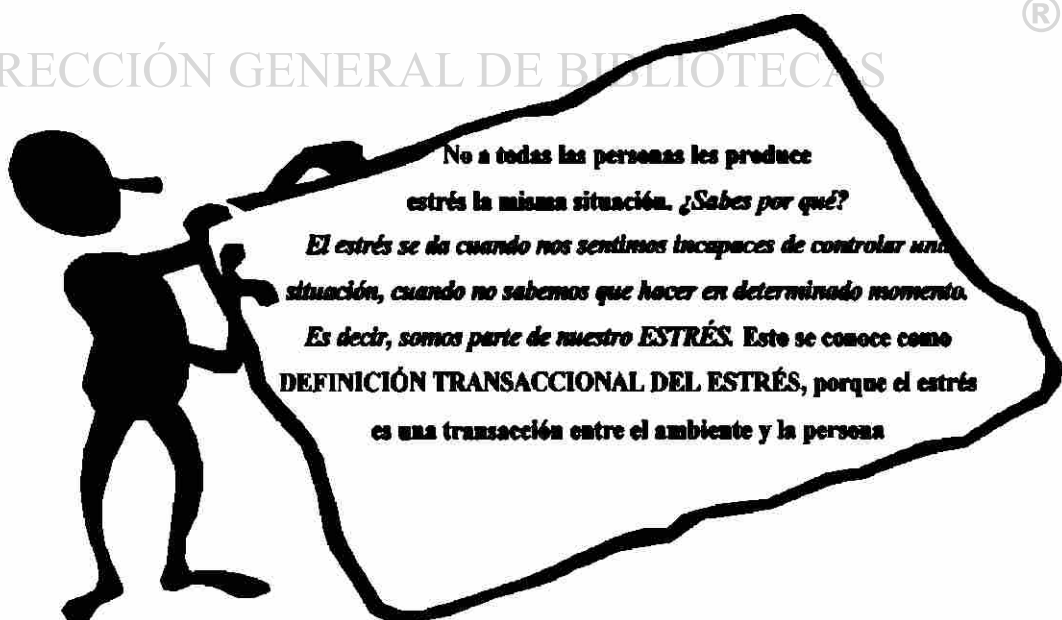 ®
RECCIÓN GENERAL DE BIBLIOTECAS
No a todas las personas les produce
estrés la misma situación. ¿Sabes por qué?
El estrés se da cuando nos sentimos incapaces de controlar una
situación, cuando no sabemos que hacer en determinado momento.
Es decir, somos parte de nuestro ESTRÉS. Esto se conoce como
DEFINICIÓN TRANSACCIONAL DEL ESTRÉS, porque el estrés
es una transacción entre el ambiente y la persona